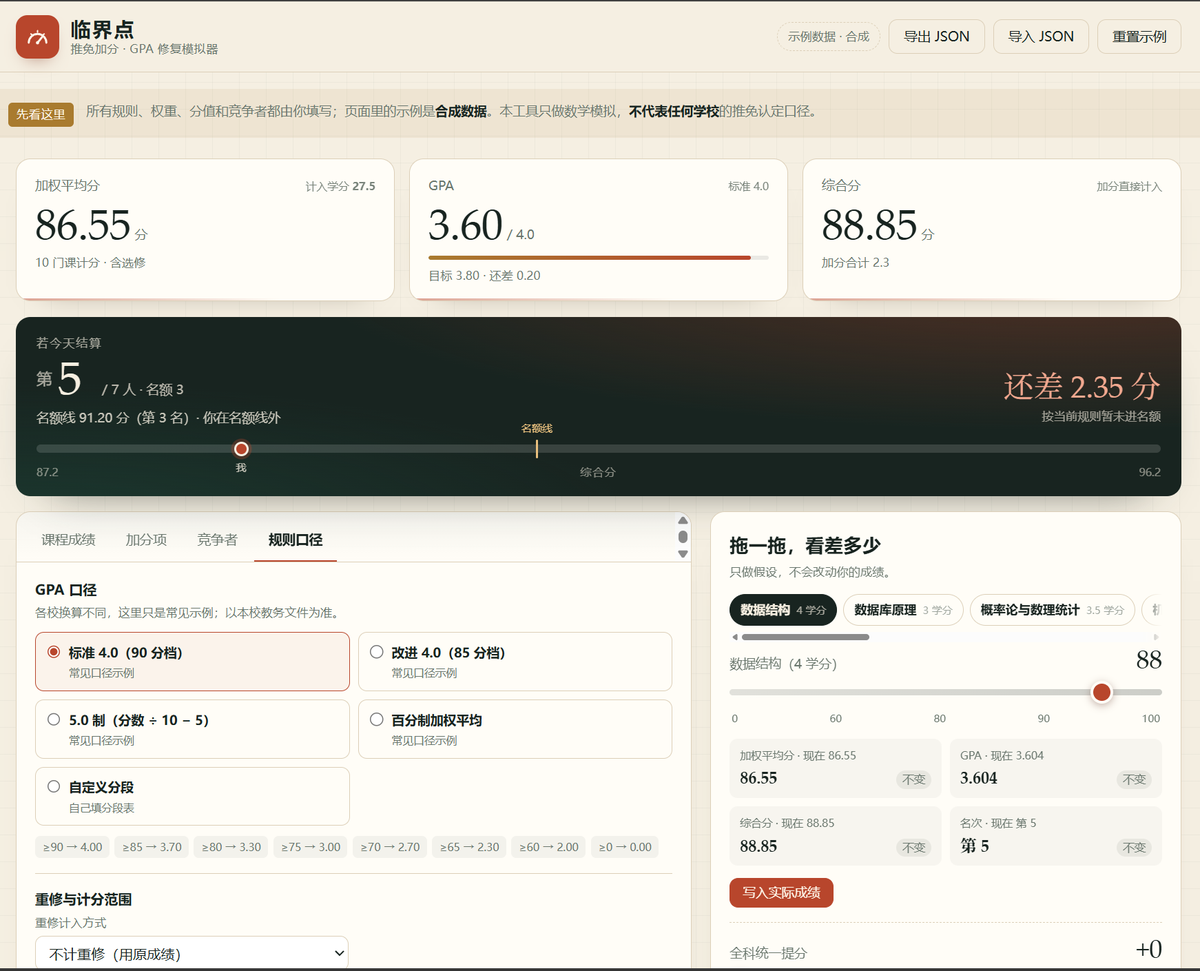 临界点
推免加分 · GPA 修复模拟器
示例数据 · 合成
导出 JSON
导入 JSON
重置示例
先看这里
所有规则、权重、分值和竞争者都由你填写；页面里的示例是合成数据。本工具只做数学模拟，不代表任何学校的推免认定口径。
加权平均分
计入学分 27.5
86.55 分
10 门课计分 · 含选修
GPA
标准 4.0
3.60 / 4.0
目标 3.80 · 还差 0.20
综合分
加分直接计入
88.85 分
加分合计 2.3
若今天结算
第 5 / 7 人 · 名额 3
名额线 91.20 分（第 3 名）· 你在名额线外
还差 2.35 分
按当前规则暂未进名额
名额线
我
87.2
综合分
96.2
课程成绩
加分项
竞争者
规则口径
GPA 口径
各校换算不同，这里只是常见示例；以本校教务文件为准。
标准 4.0（90 分档）
常见口径示例
改进 4.0（85 分档）
常见口径示例
5.0 制（分数 ÷ 10 − 5）
常见口径示例
百分制加权平均
常见口径示例
自定义分段
自己填分段表
≥90 → 4.00
≥85 → 3.70
≥80 → 3.30
≥75 → 3.00
≥70 → 2.70
≥65 → 2.30
≥60 → 2.00
≥0 → 0.00
重修与计分范围
重修计入方式
不计重修（用原成绩）
拖一拖，看差多少
只做假设，不会改动你的成绩。
数据结构 4 学分
数据库原理 3 学分
概率论与数理统计 3.5 学分
数据结构（4 学分）
88
0
60
80
90
100
加权平均分 · 现在 86.55
86.55
不变
GPA · 现在 3.604
3.604
不变
综合分 · 现在 88.85
88.85
不变
名次 · 现在 第 5
第 5
不变
写入实际成绩
全科统一提分
+0